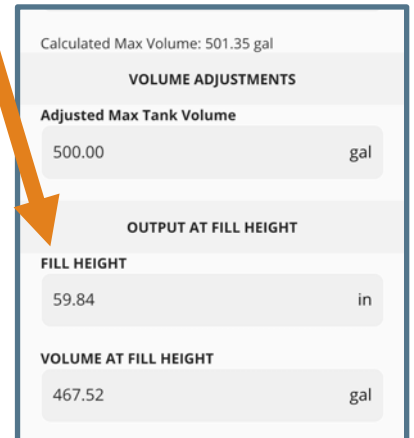 Calculated Max Volume: 501.35 gal
VOLUME ADJUSTMENTS
Adjusted Max Tank Volume
500.00 gal
OUTPUT AT FILL HEIGHT
FILL HEIGHT
59.84 in
VOLUME AT FILL HEIGHT
467.52 gal